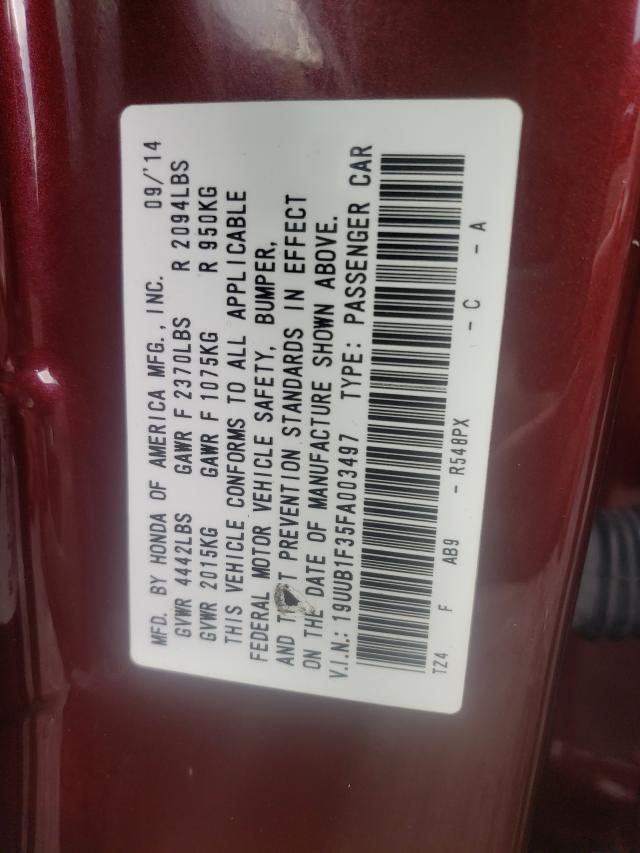 MFD. BY HONDA OF AMERICA MFG., INC. 09/'14
GVWR 4442LBS GAWR F 2370LBS R 2094LBS
GVWR 2015KG GAWR F 1075KG R 950KG
THIS VEHICLE CONFORMS TO ALL APPLICABLE
FEDERAL MOTOR VEHICLE SAFETY, BUMPER,
AND T T PREVENTION STANDARDS IN EFFECT
ON THE DATE OF MANUFACTURE SHOWN ABOVE.
V.I.N.: 19UUB1F35FA003497 TYPE: PASSENGER CAR
TZ4 F AB9 - R548PX - C - A